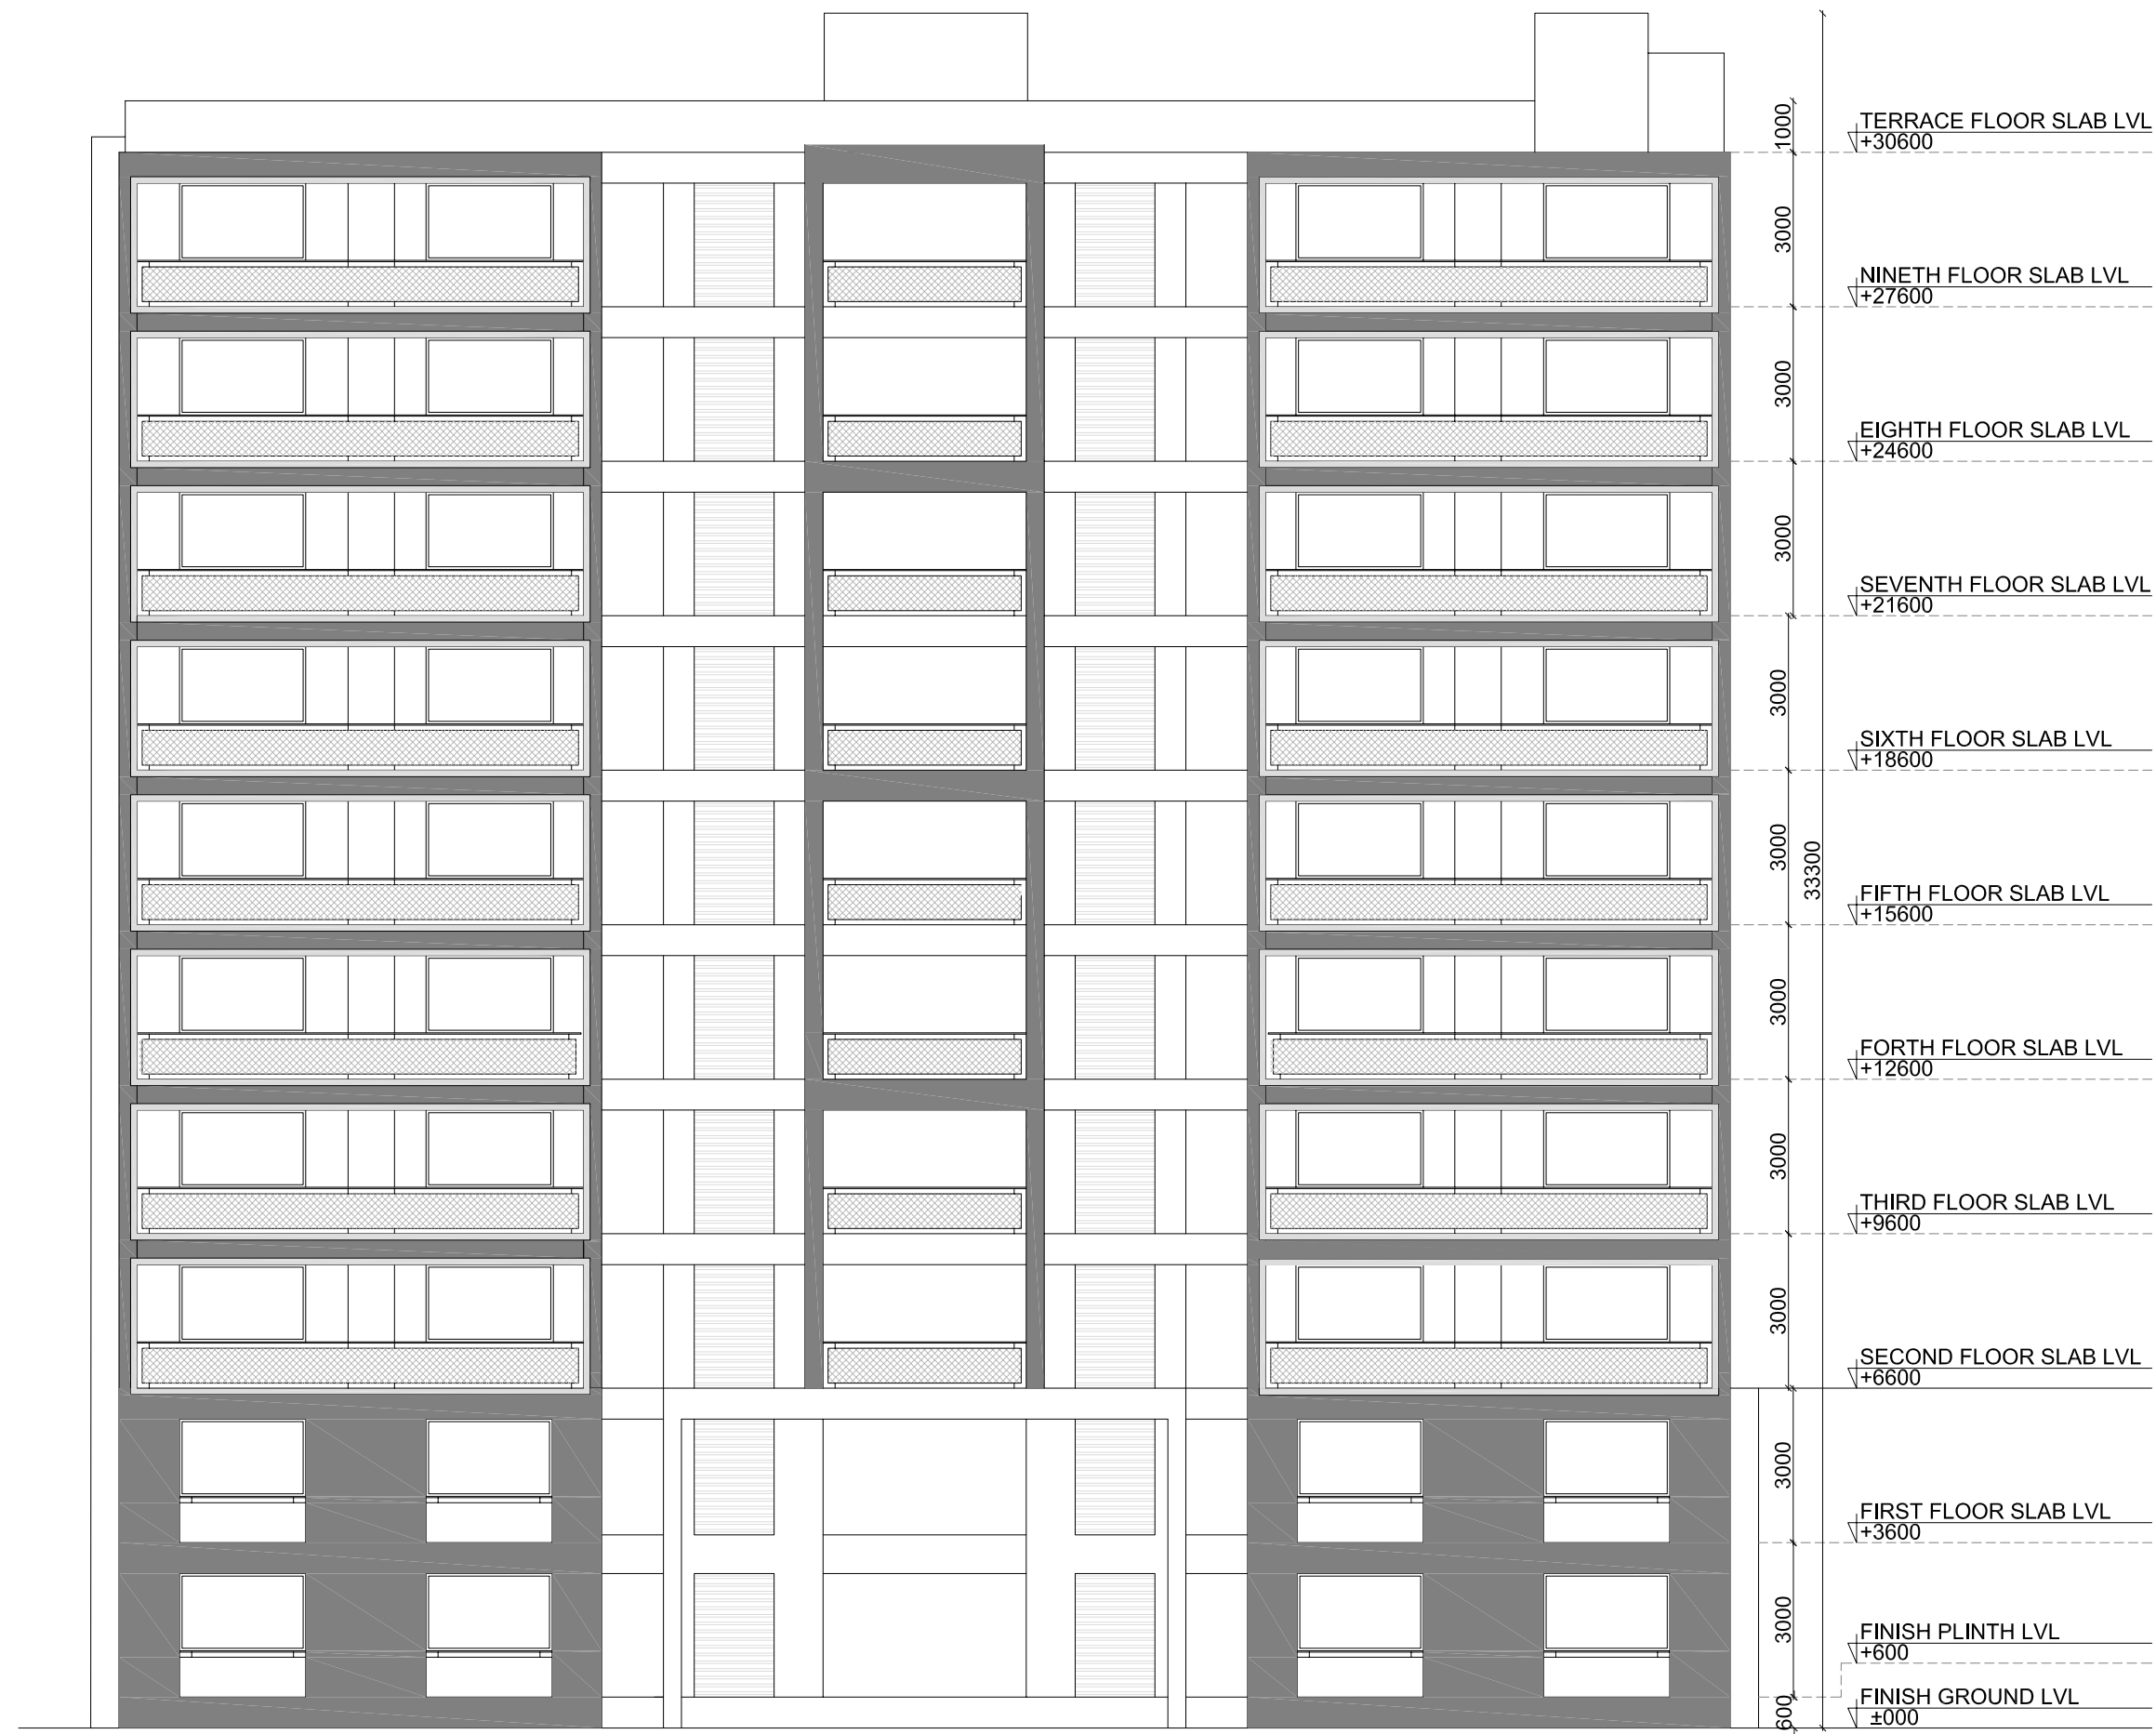 1000
TERRACE FLOOR SLAB LVL
+30600
3000
NINETH FLOOR SLAB LVL
+27600
3000
EIGHTH FLOOR SLAB LVL
+24600
3000
SEVENTH FLOOR SLAB LVL
+21600
3000
SIXTH FLOOR SLAB LVL
+18600
3000
33300
FIFTH FLOOR SLAB LVL
+15600
3000
FORTH FLOOR SLAB LVL
+12600
3000
THIRD FLOOR SLAB LVL
+9600
3000
SECOND FLOOR SLAB LVL
+6600
3000
FIRST FLOOR SLAB LVL
+3600
3000
FINISH PLINTH LVL
+600
600
FINISH GROUND LVL
±000